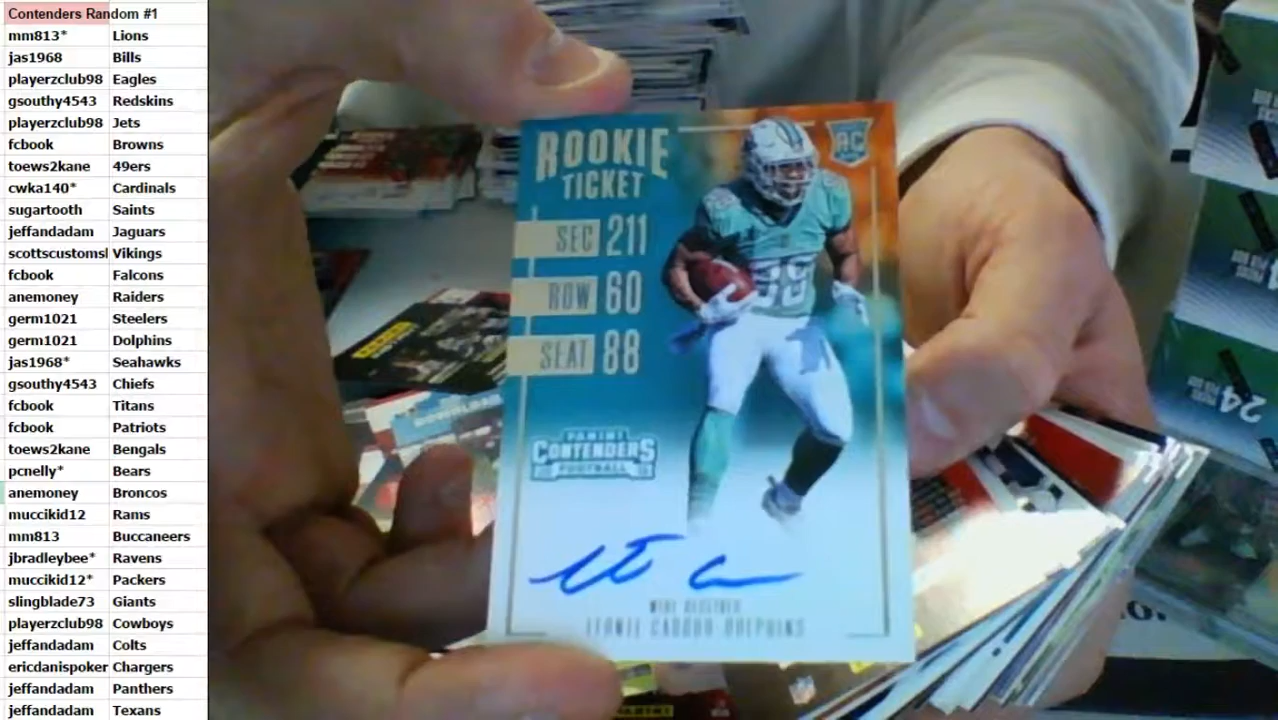 Contenders Random #1
mm813* Lions
jas1968 Bills
playerzclub98 Eagles
gsouthy4543 Redskins
playerzclub98 Jets
fcbook Browns
toews2kane 49ers
cwka140* Cardinals
sugartooth Saints
jeffandadam Jaguars
scottscustomsl Vikings
fcbook Falcons
anemoney Raiders
germ1021 Steelers
germ1021 Dolphins
jas1968* Seahawks
gsouthy4543 Chiefs
fcbook Titans
fcbook Patriots
toews2kane Bengals
pcnelly* Bears
anemoney Broncos
muccikid12 Rams
mm813 Buccaneers
jbradleybee* Ravens
muccikid12* Packers
slingblade73 Giants
playerzclub98 Cowboys
jeffandadam Colts
ericdanispoker Chargers
jeffandadam Panthers
jeffandadam Texans
ROOKIE
TICKET
RC
SEC 211
ROW 60
SEAT 88
PANINI
CONTENDERS
FOOTBALL
WIDE RECEIVER
DOLPHINS
24